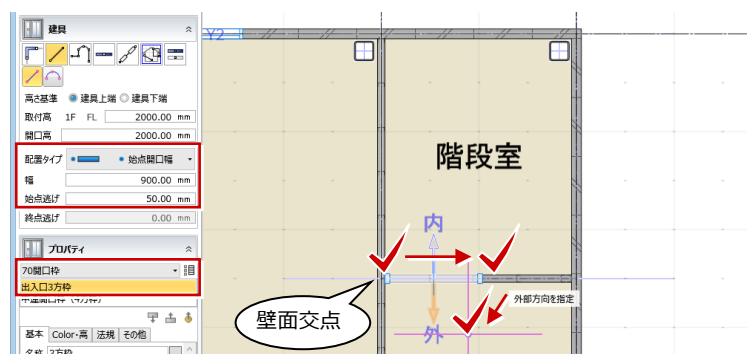 建具
高さ基準 建具上端 建具下端
取付高 1F FL 2000.00 mm
開口高 2000.00 mm
配置タイプ 始点開口幅
幅 900.00 mm
始点逃げ 50.00 mm
終点逃げ 0.00 mm
プロパティ
70開口枠
出入口3方枠
基本 Color・高 法規 その他
名称 3方枠
Y2
階段室
内
外部方向を指定
壁面交点
外